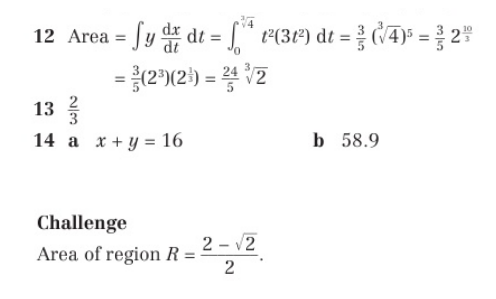 12 Area = ∫y dx/dt dt = ∫₀^∛4 t²(3t²) dt = 3/5 (∛4)⁵ = 3/5 2^(10/3)
= 3/5(2³)(2^(1/3)) = 24/5 ∛2
13 2/3
14 a x + y = 16 b 58.9
Challenge
Area of region R = (2 − √2)/2.